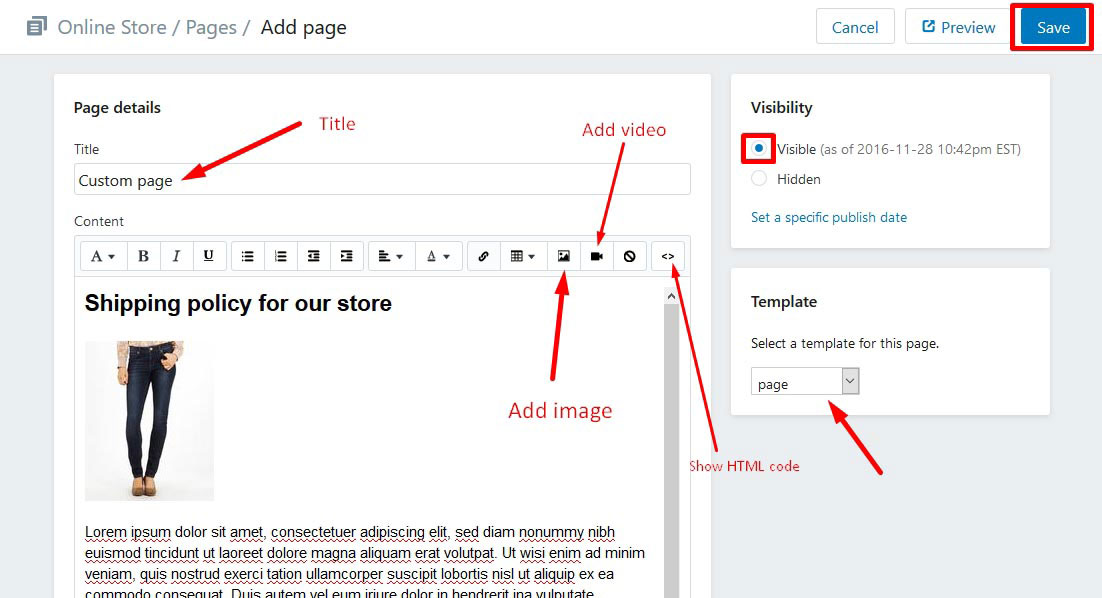 Online Store / Pages / Add page
Cancel
Preview
Save
Page details
Title
Title
Custom page
Add video
Content
A
B
I
U
A
<>
Shipping policy for our store
Add image
Show HTML code
Lorem ipsum dolor sit amet, consectetuer adipiscing elit, sed diam nonummy nibh
euismod tincidunt ut laoreet dolore magna aliquam erat volutpat. Ut wisi enim ad minim
veniam, quis nostrud exerci tation ullamcorper suscipit lobortis nisl ut aliquip ex ea
commodo consequat. Duis autem vel eum iriure dolor in hendrerit in vulputate
Visibility
Visible (as of 2016-11-28 10:42pm EST)
Hidden
Set a specific publish date
Template
Select a template for this page.
page